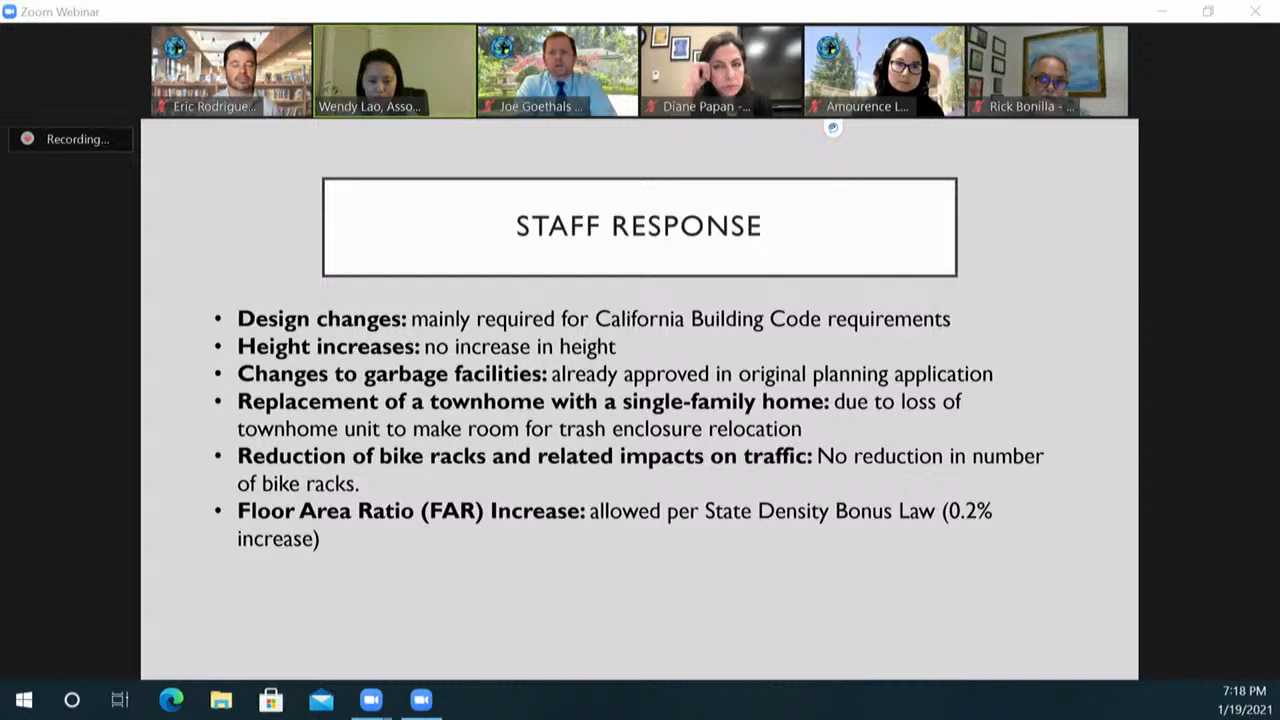 Zoom Webinar
Eric Rodrigue...
Wendy Lao, Asso...
Joe Goethals ...
Diane Papan -...
Amourence L...
Rick Bonilla - ...
Recording...
STAFF RESPONSE
• Design changes: mainly required for California Building Code requirements
• Height increases: no increase in height
• Changes to garbage facilities: already approved in original planning application
• Replacement of a townhome with a single-family home: due to loss of
townhome unit to make room for trash enclosure relocation
• Reduction of bike racks and related impacts on traffic: No reduction in number
of bike racks.
• Floor Area Ratio (FAR) Increase: allowed per State Density Bonus Law (0.2%
increase)
7:18 PM
1/19/2021